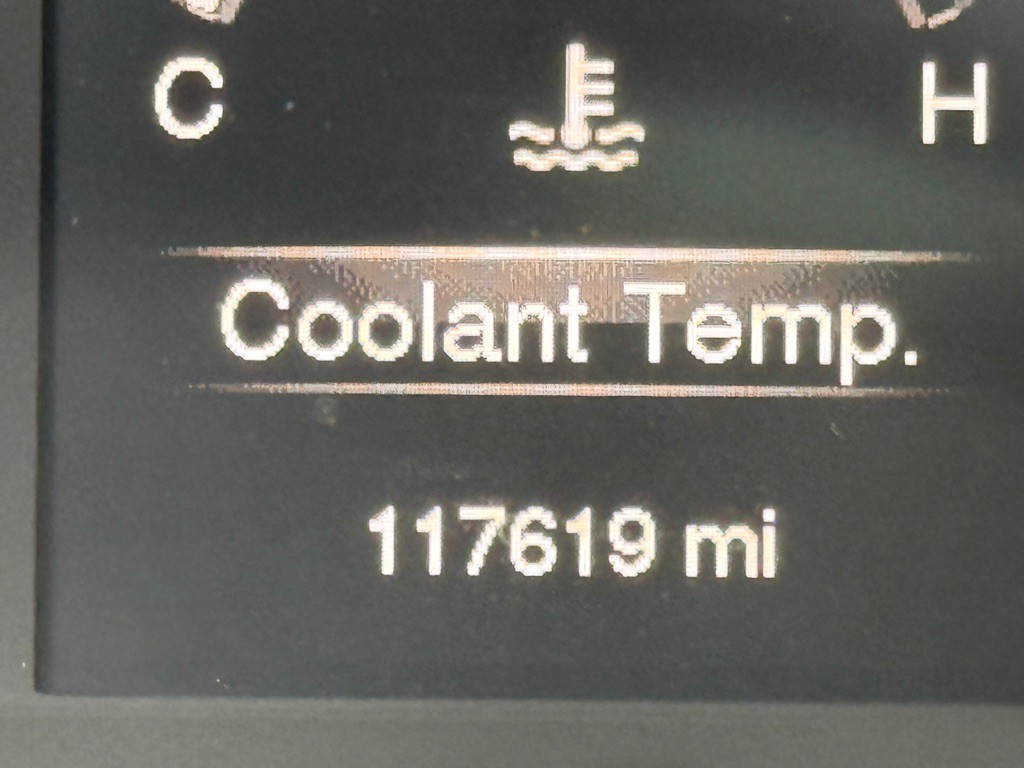 C H
Coolant Temp.
117619 mi